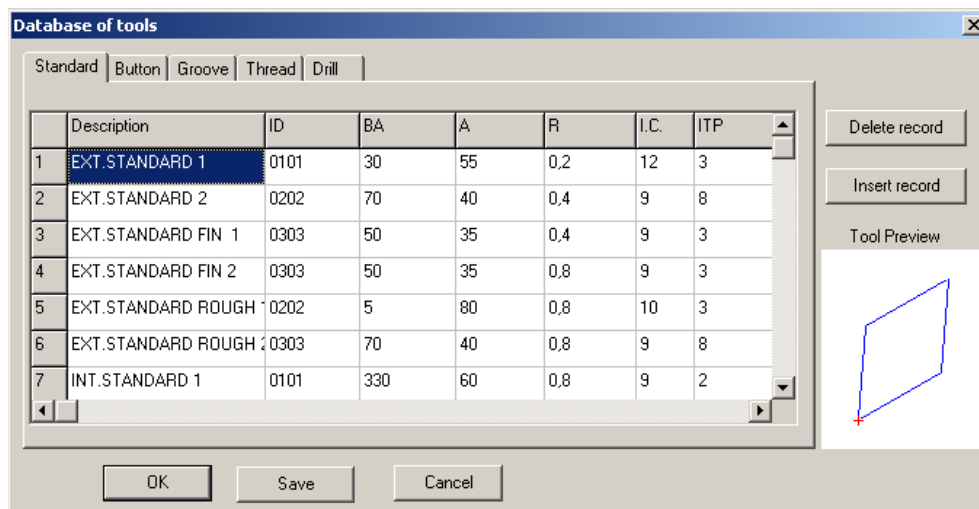 Database of tools
Standard Button Groove Thread Drill
Description ID BA A R I.C. ITP
1 EXT.STANDARD 1 0101 30 55 0,2 12 3
2 EXT.STANDARD 2 0202 70 40 0,4 9 8
3 EXT.STANDARD FIN 1 0303 50 35 0,4 9 3
4 EXT.STANDARD FIN 2 0303 50 35 0,8 9 3
5 EXT.STANDARD ROUGH 1 0202 5 80 0,8 10 3
6 EXT.STANDARD ROUGH 2 0303 70 40 0,8 9 8
7 INT.STANDARD 1 0101 330 60 0,8 9 2
Delete record
Insert record
Tool Preview
OK Save Cancel